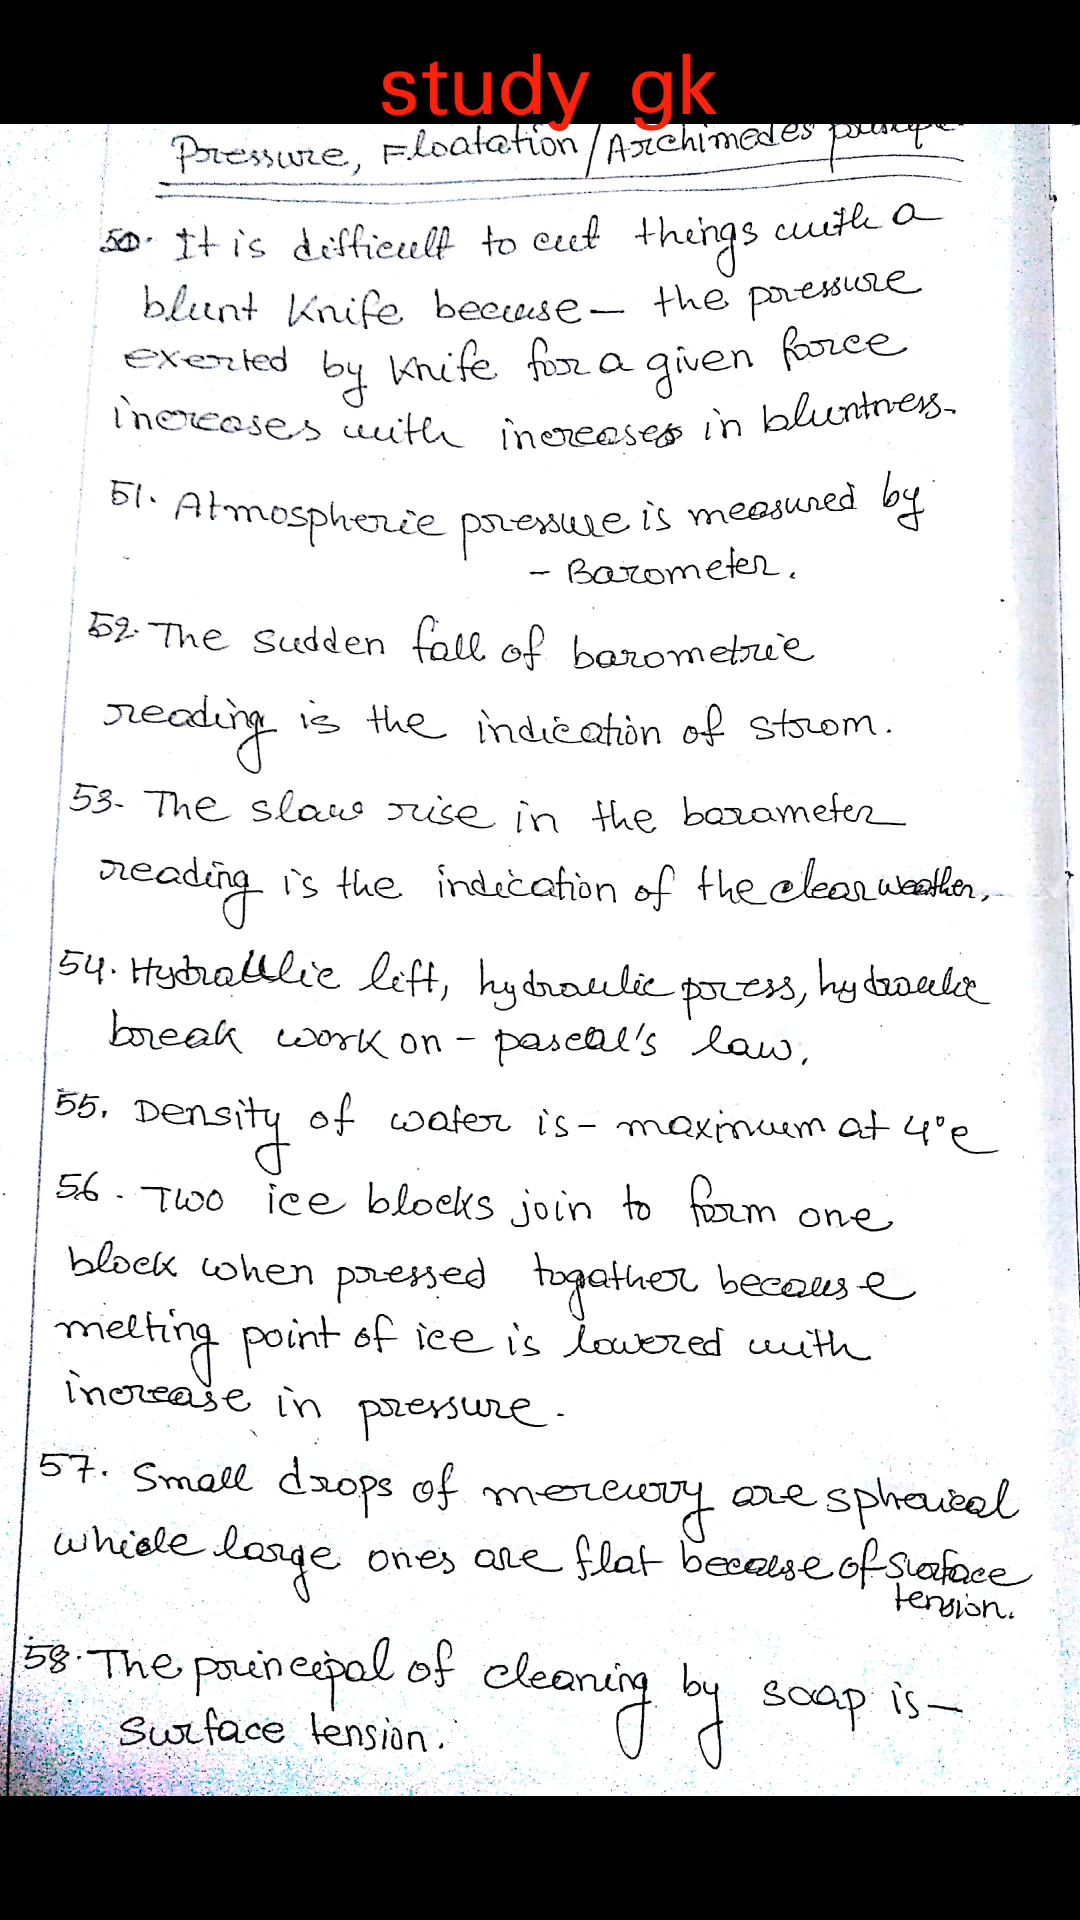 study gk
Pressure, Floatation/Archimedes
50. It is difficult to cut things with a
blunt Knife becuse – the pressure
exerted by Knife for a given force
increases with increases in bluntness.
51. Atmospheric pressure is measured by
– Barometer.
52. The sudden fall of barometric
reading is the indication of strom.
53. The slow rise in the barameter
reading is the indication of the clear weather.
54. Hydraulic lift, hydraulic press, hydraulic
break work on – pascal's law.
55. Density of water is – maximum at 4°c
56. Two ice blocks join to form one
block when pressed togather because
melting point of ice is lowered with
increase in pressure.
57. Small drops of mercury are spherical
while large ones are flat because of surface
tension.
58. The principal of cleaning by soap is –
Surface tension.